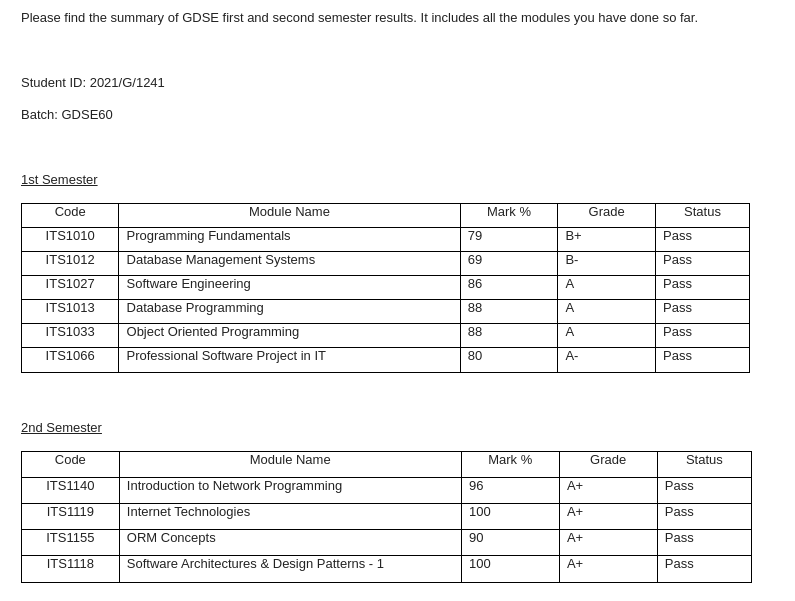 Please find the summary of GDSE first and second semester results. It includes all the modules you have done so far.
Student ID: 2021/G/1241
Batch: GDSE60
1st Semester
Code Module Name Mark % Grade Status
ITS1010 Programming Fundamentals 79 B+ Pass
ITS1012 Database Management Systems 69 B- Pass
ITS1027 Software Engineering 86 A Pass
ITS1013 Database Programming 88 A Pass
ITS1033 Object Oriented Programming 88 A Pass
ITS1066 Professional Software Project in IT 80 A- Pass
2nd Semester
Code Module Name Mark % Grade Status
ITS1140 Introduction to Network Programming 96 A+ Pass
ITS1119 Internet Technologies 100 A+ Pass
ITS1155 ORM Concepts 90 A+ Pass
ITS1118 Software Architectures & Design Patterns - 1 100 A+ Pass